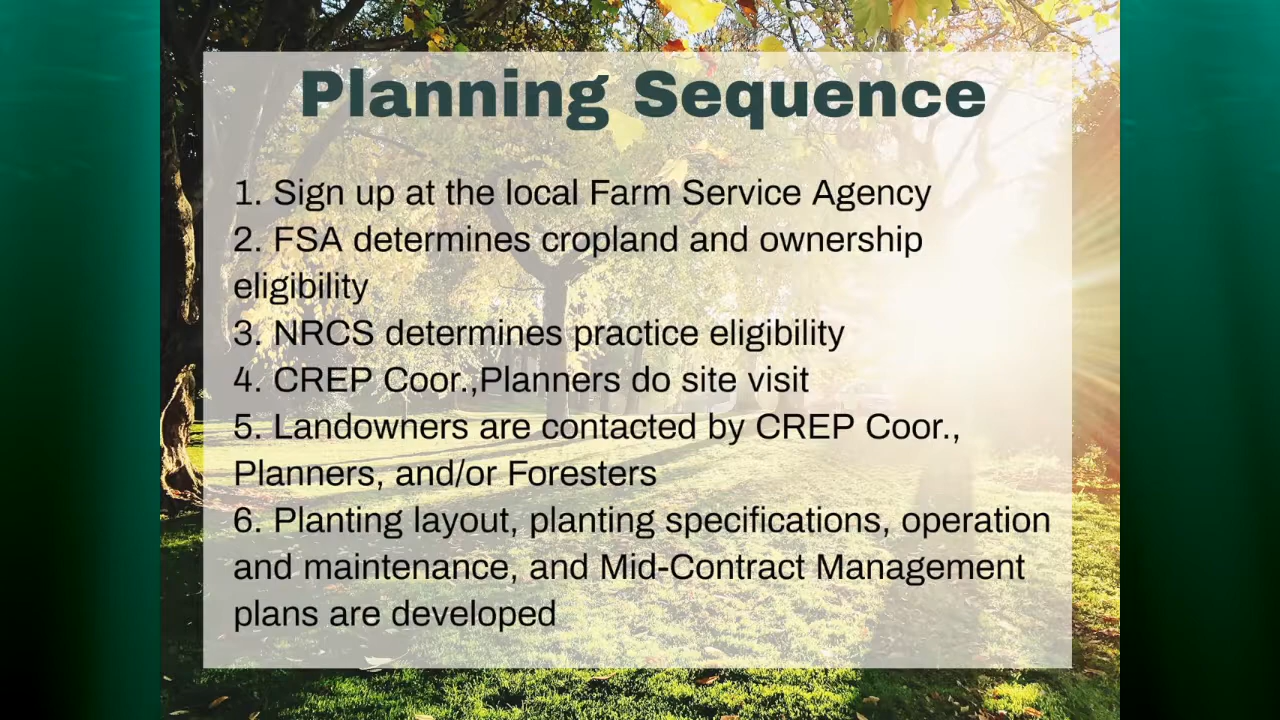 Planning Sequence
1. Sign up at the local Farm Service Agency
2. FSA determines cropland and ownership
eligibility
3. NRCS determines practice eligibility
4. CREP Coor.,Planners do site visit
5. Landowners are contacted by CREP Coor.,
Planners, and/or Foresters
6. Planting layout, planting specifications, operation
and maintenance, and Mid-Contract Management
plans are developed